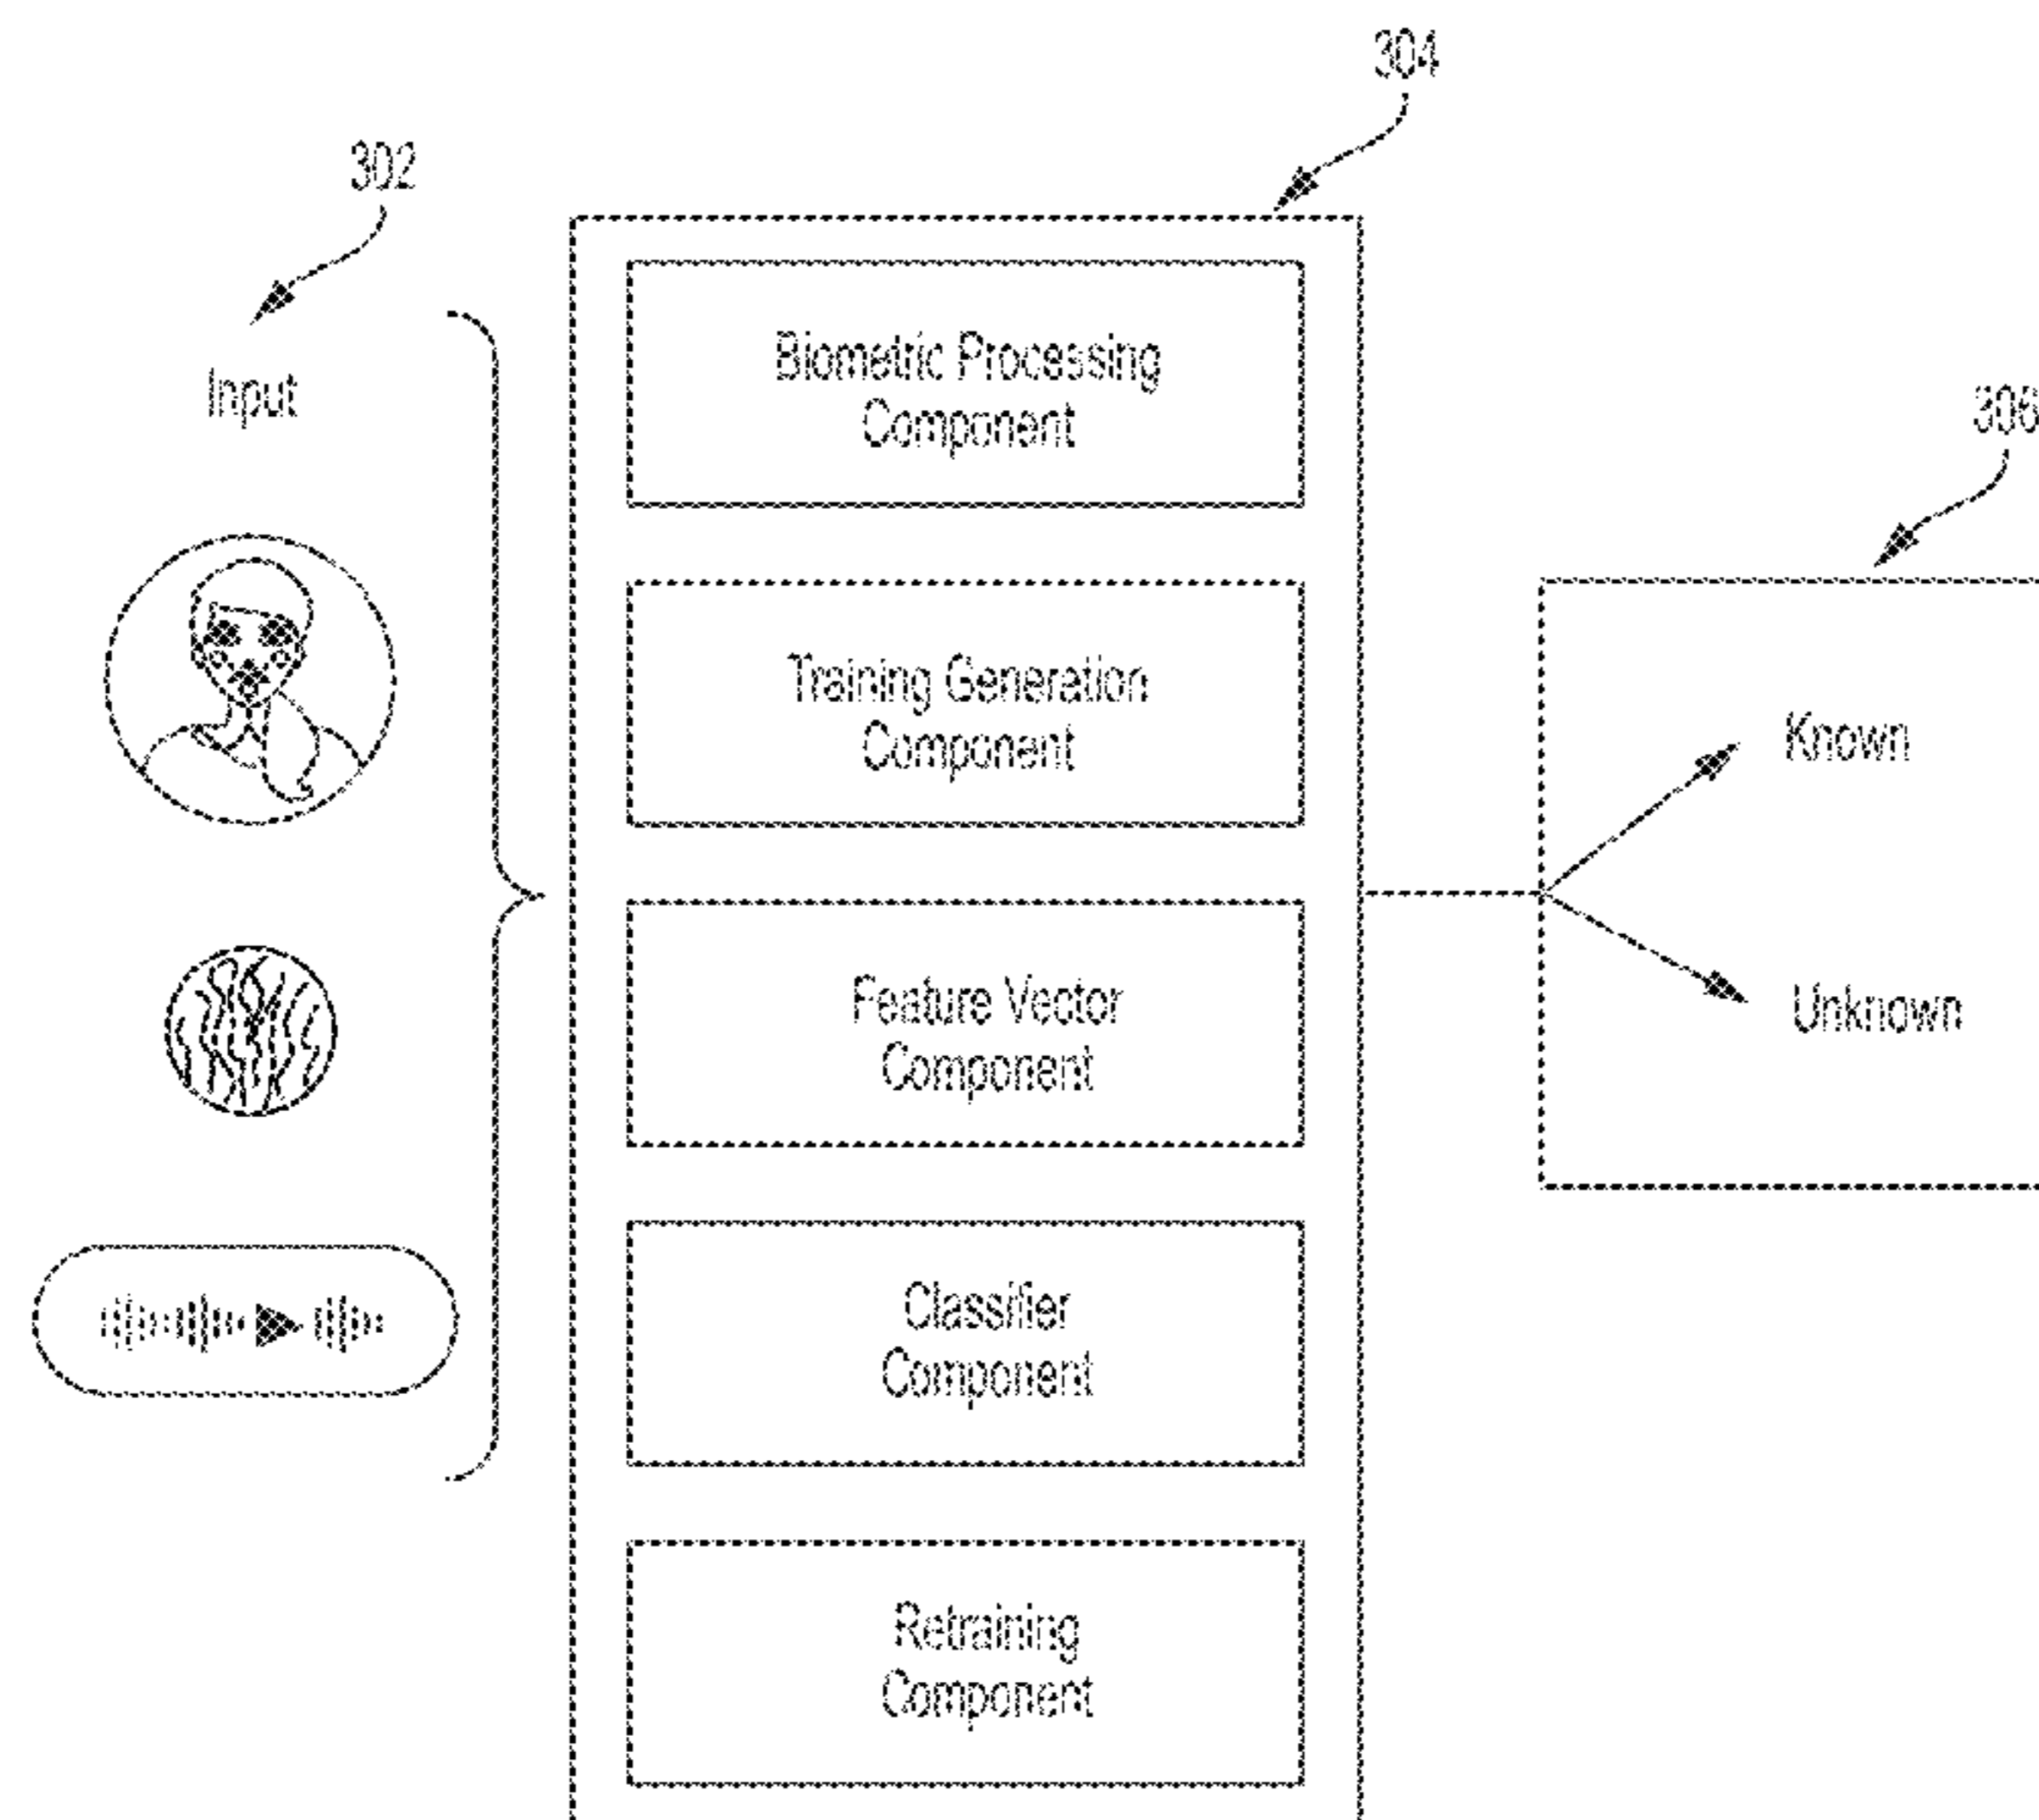 304
302
Input
Biometric Processing
Component
306
Training Generation
Component
Known
Feature Vector
Component
Unknown
Classifier
Component
Retraining
Component